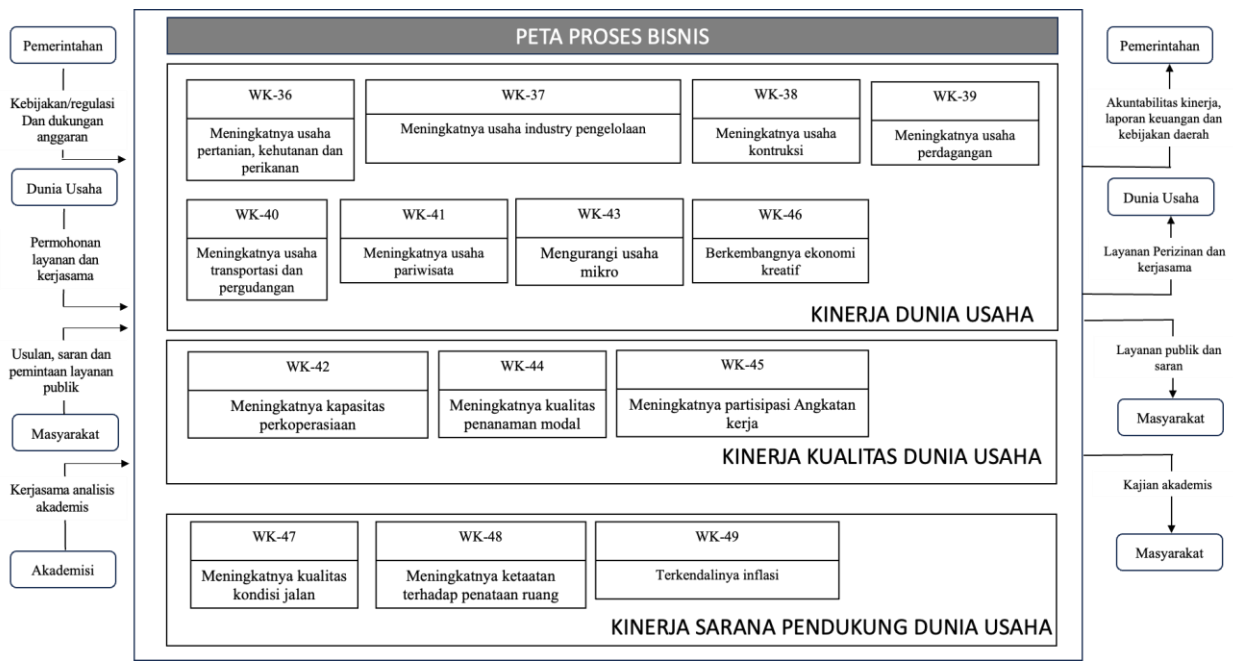 PETA PROSES BISNIS
Pemerintahan
Kebijakan/regulasi
Dan dukungan
anggaran
Dunia Usaha
Permohonan
layanan dan
kerjasama
Usulan, saran dan
pemintaan layanan
publik
Masyarakat
Kerjasama analisis
akademis
Akademisi
WK-36
Meningkatnya usaha
pertanian, kehutanan dan
perikanan
WK-37
Meningkatnya usaha industry pengelolaan
WK-38
Meningkatnya usaha
kontruksi
WK-39
Meningkatnya usaha
perdagangan
WK-40
Meningkatnya usaha
transportasi dan
pergudangan
WK-41
Meningkatnya usaha
pariwisata
WK-43
Mengurangi usaha
mikro
WK-46
Berkembangnya ekonomi
kreatif
KINERJA DUNIA USAHA
WK-42
Meningkatnya kapasitas
perkoperasiaan
WK-44
Meningkatnya kualitas
penanaman modal
WK-45
Meningkatnya partisipasi Angkatan
kerja
KINERJA KUALITAS DUNIA USAHA
WK-47
Meningkatnya kualitas
kondisi jalan
WK-48
Meningkatnya ketaatan
terhadap penataan ruang
WK-49
Terkendalinya inflasi
KINERJA SARANA PENDUKUNG DUNIA USAHA
Pemerintahan
Akuntabilitas kinerja,
laporan keuangan dan
kebijakan daerah
Dunia Usaha
Layanan Perizinan dan
kerjasama
Layanan publik dan
saran
Masyarakat
Kajian akademis
Masyarakat